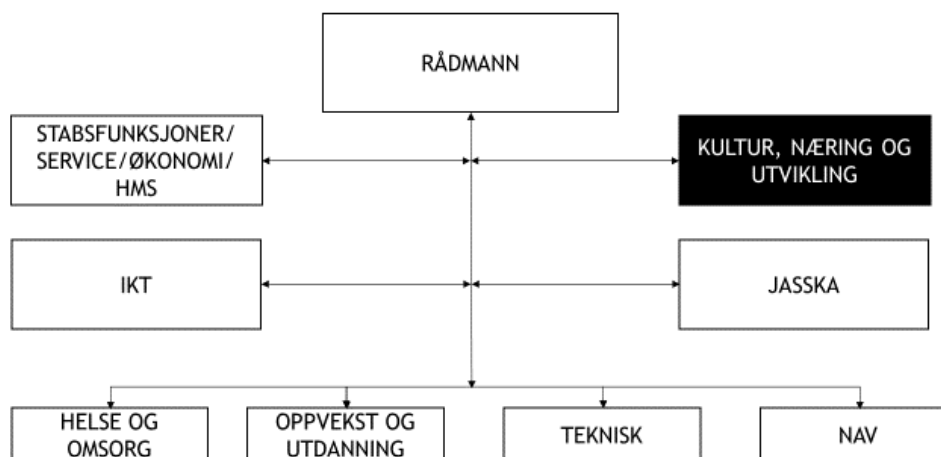 RÅDMANN
STABSFUNKSJONER/
SERVICE/ØKONOMI/
HMS
KULTUR, NÆRING OG
UTVIKLING
IKT
JASSKA
HELSE OG
OMSORG
OPPVEKST OG
UTDANNING
TEKNISK
NAV